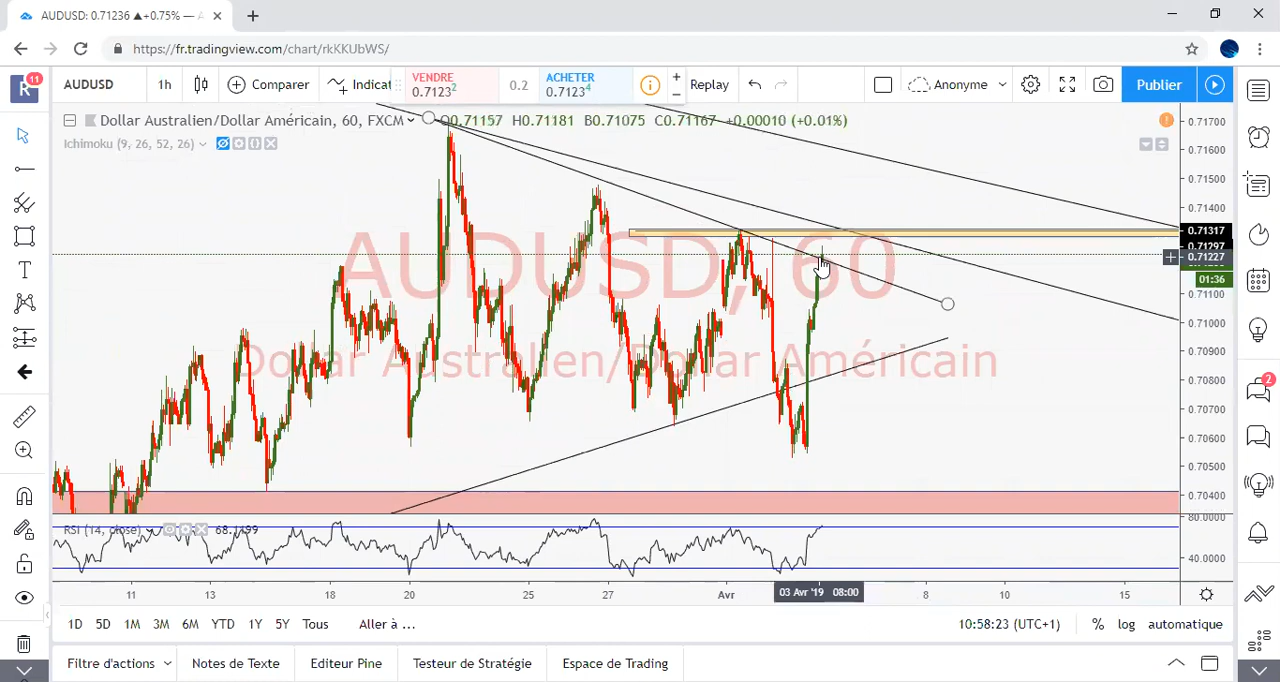 AUDUSD: 0.71236 ▲+0.75% —
https://fr.tradingview.com/chart/rkKKUbWS/
R 11
AUDUSD 1h Comparer Indicat VENDRE 0.71232 0.2 ACHETER 0.71234 Replay Anonyme Publier
Dollar Australien/Dollar Américain, 60, FXCM O0.71157 H0.71181 B0.71075 C0.71167 +0.00010 (+0.01%)
Ichimoku (9, 26, 52, 26)
AUDUSD, 60
Dollar Australien/Dollar Américain
0.71700
0.71600
0.71500
0.71400
0.71317
0.71297
0.71227
01:36
0.71100
0.71000
0.70900
0.70800
0.70700
0.70600
0.70500
0.70400
RSI (14, close) 68.1199
80.0000
40.0000
11 13 18 20 25 27 Avr 03 Avr '19 08:00 8 10 15
1D 5D 1M 3M 6M YTD 1Y 5Y Tous Aller à ... 10:58:23 (UTC+1) % log automatique
Filtre d'actions Notes de Texte Editeur Pine Testeur de Stratégie Espace de Trading
2